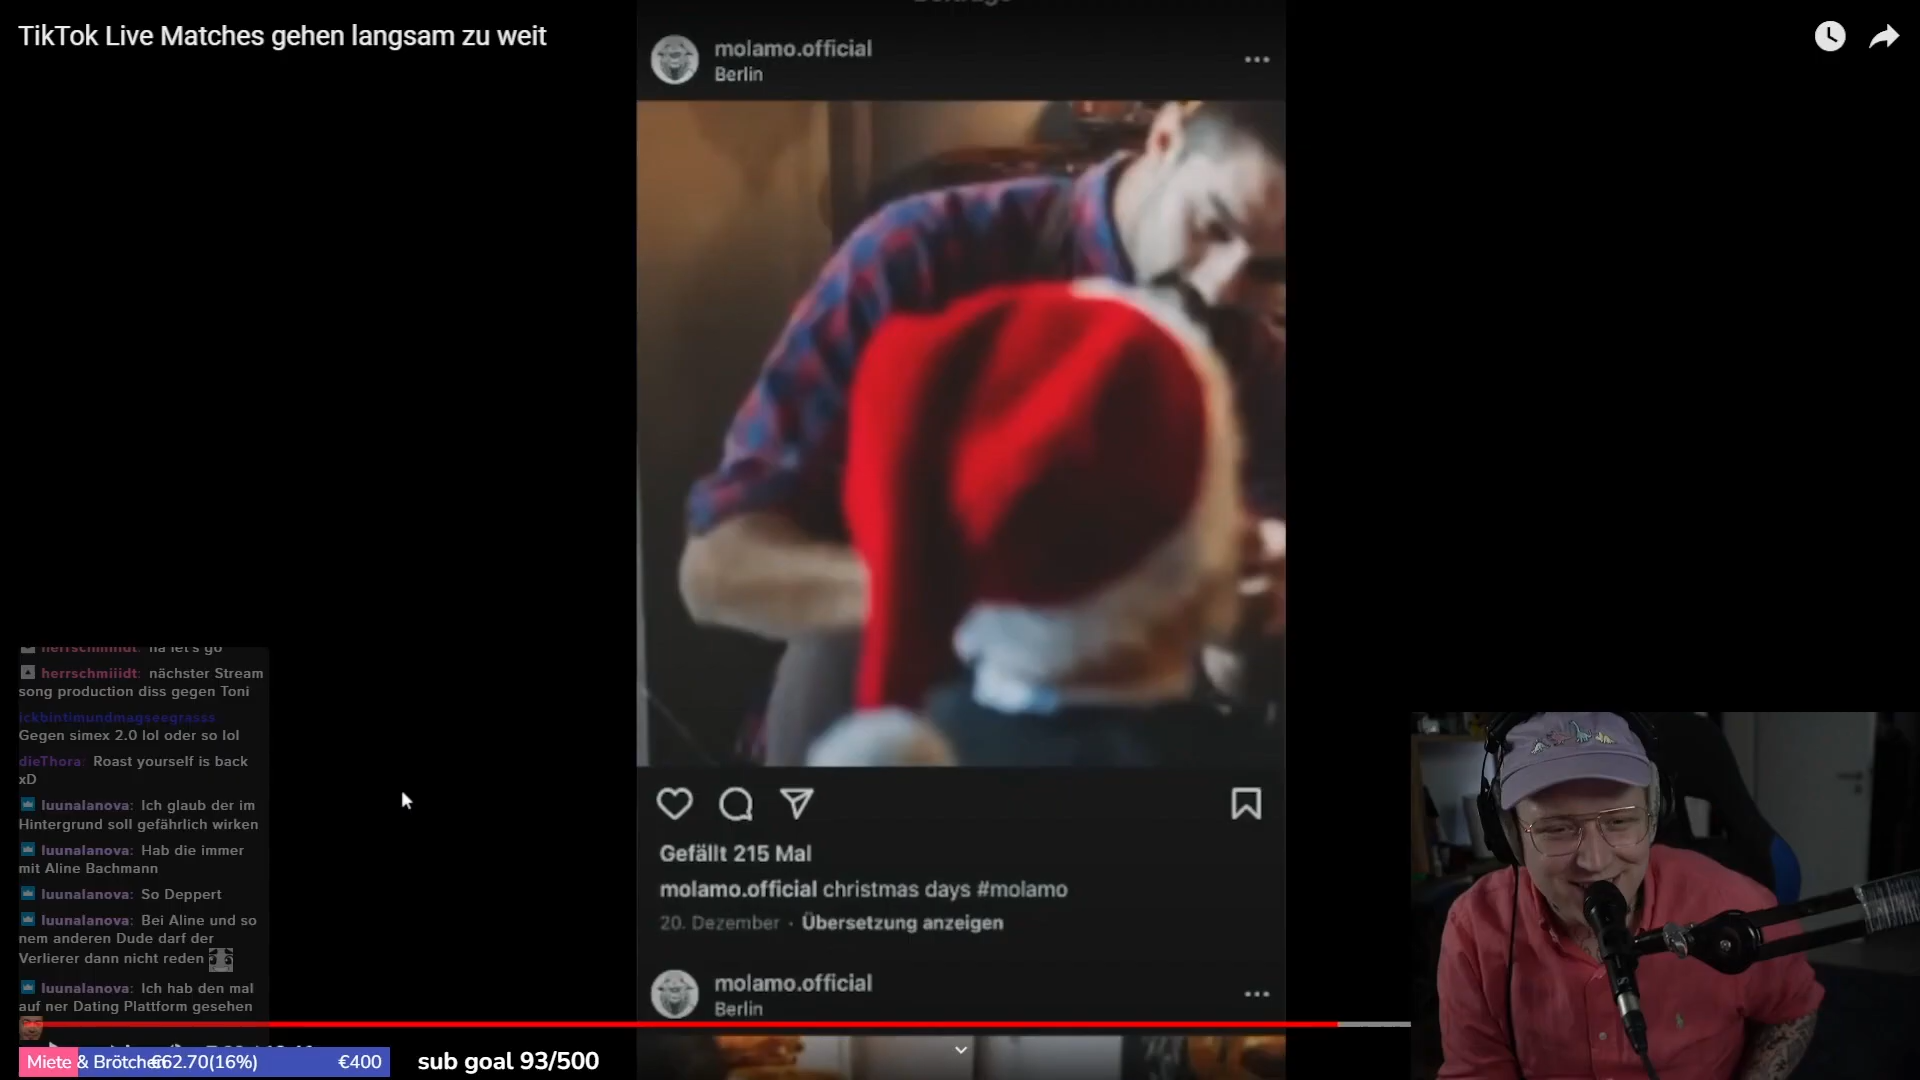 TikTok Live Matches gehen langsam zu weit
molamo.official
Berlin
Gefällt 215 Mal
molamo.official christmas days #molamo
20. Dezember · Übersetzung anzeigen
molamo.official
Berlin
herrschmiiidt: na let's go
herrschmiiidt: nächster Stream
song production diss gegen Toni
ickbintimundmagseegrasss
Gegen simex 2.0 lol oder so lol
dieThora: Roast yourself is back
xD
luunalanova: Ich glaub der im
Hintergrund soll gefährlich wirken
luunalanova: Hab die immer
mit Aline Bachmann
luunalanova: So Deppert
luunalanova: Bei Aline und so
nem anderen Dude darf der
Verlierer dann nicht reden
luunalanova: Ich hab den mal
auf ner Dating Plattform gesehen
Miete & Brötchen €62.70(16%) €400
sub goal 93/500